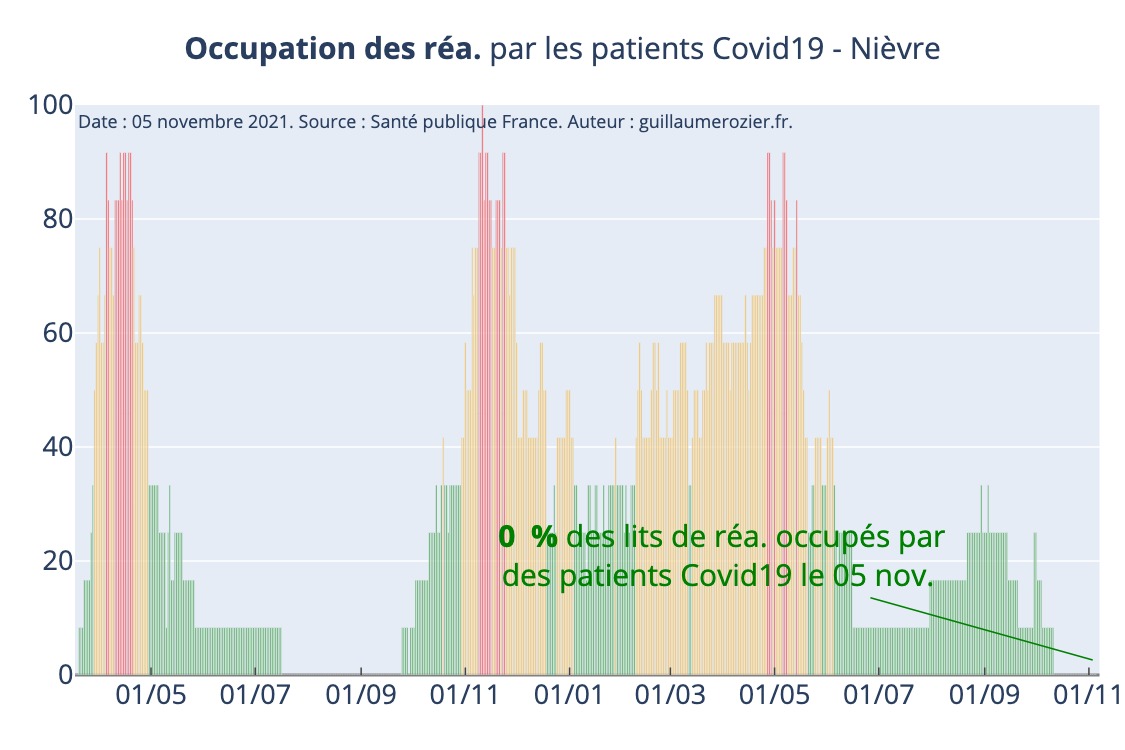 Occupation des réa. par les patients Covid19 - Nièvre
100
Date : 05 novembre 2021. Source : Santé publique France. Auteur : guillaumerozier.fr.
80
60
40
0 % des lits de réa. occupés par
20
des patients Covid19 le 05 nov.
0
01/05 01/07 01/09 01/11 01/01 01/03 01/05 01/07 01/09 01/11